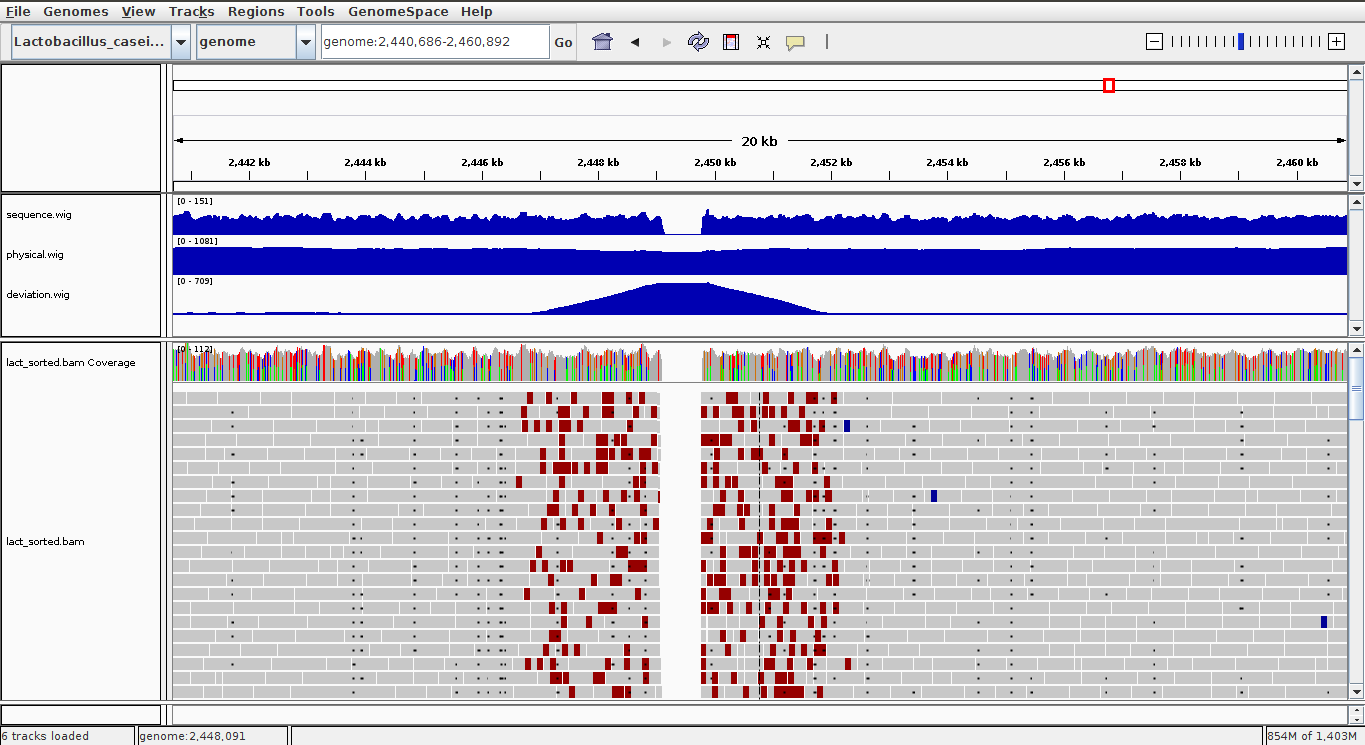 File Genomes View Tracks Regions Tools GenomeSpace Help
Lactobacillus_casei... genome genome:2,440,686-2,460,892 Go
20 kb
2,442 kb 2,444 kb 2,446 kb 2,448 kb 2,450 kb 2,452 kb 2,454 kb 2,456 kb 2,458 kb 2,460 kb
[0 - 151]
sequence.wig
[0 - 1081]
physical.wig
[0 - 709]
deviation.wig
[0 - 112]
lact_sorted.bam Coverage
lact_sorted.bam
6 tracks loaded genome:2,448,091 854M of 1,403M